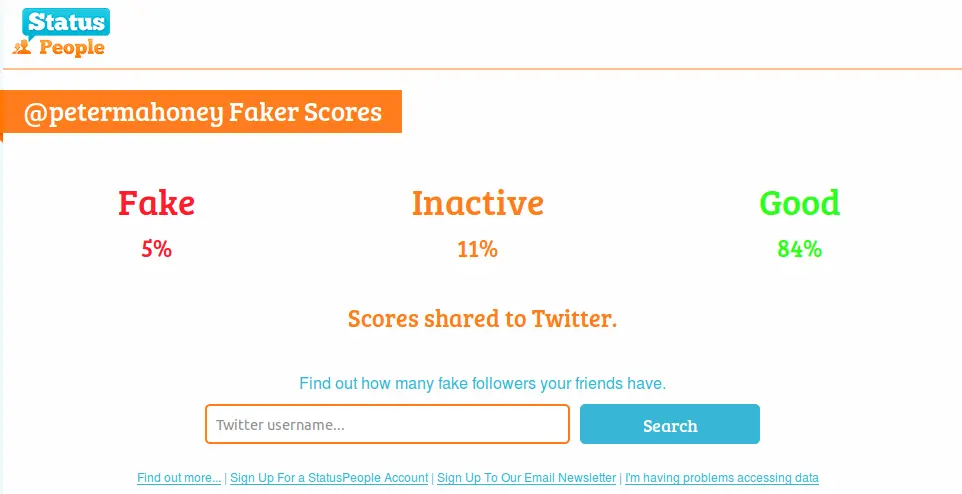 Status
People
@petermahoney Faker Scores
Fake Inactive Good
5% 11% 84%
Scores shared to Twitter.
Find out how many fake followers your friends have.
Twitter username... Search
Find out more... | Sign Up For a StatusPeople Account | Sign Up To Our Email Newsletter | I'm having problems accessing data